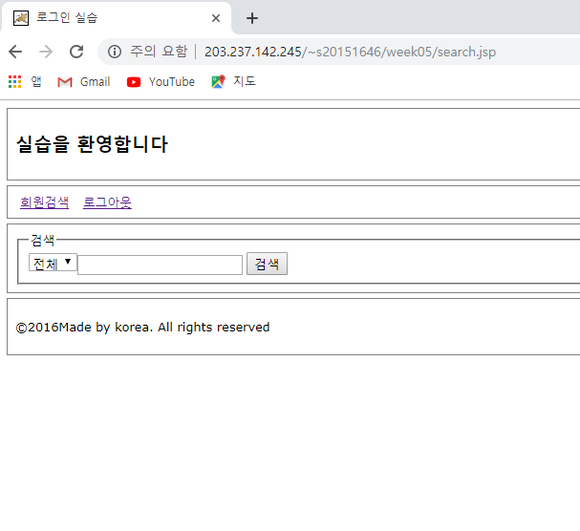 로그인 실습
주의 요함 203.237.142.245/~s20151646/week05/search.jsp
앱 Gmail YouTube 지도
실습을 환영합니다
회원검색 로그아웃
검색
전체 검색
©2016Made by korea. All rights reserved